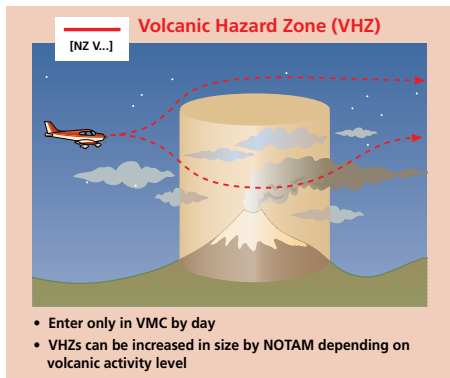 Volcanic Hazard Zone (VHZ)
[NZ V...]
• Enter only in VMC by day
• VHZs can be increased in size by NOTAM depending on
volcanic activity level